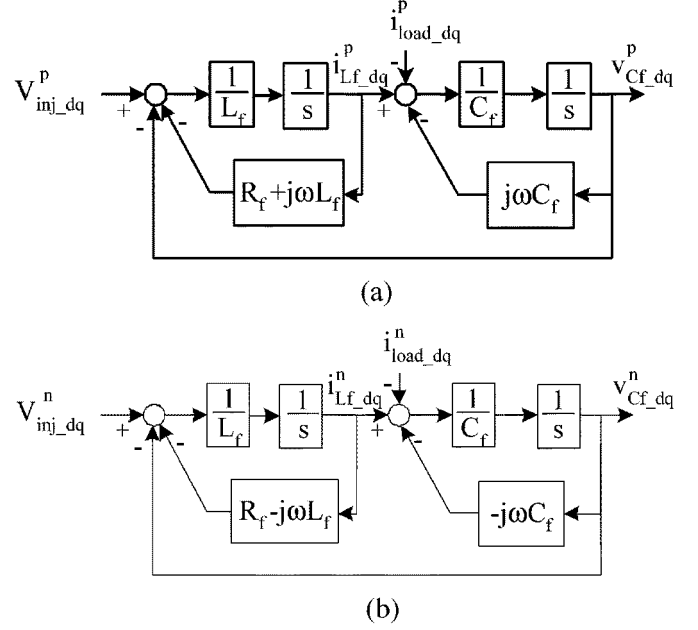 i^p_load_dq
V^p_inj_dq + - - 1/L_f 1/s i^p_Lf_dq + - - 1/C_f 1/s v^p_Cf_dq
R_f+jωL_f jωC_f
(a)
i^n_load_dq
V^n_inj_dq + - - 1/L_f 1/s i^n_Lf_dq + - - 1/C_f 1/s v^n_Cf_dq
R_f-jωL_f -jωC_f
(b)